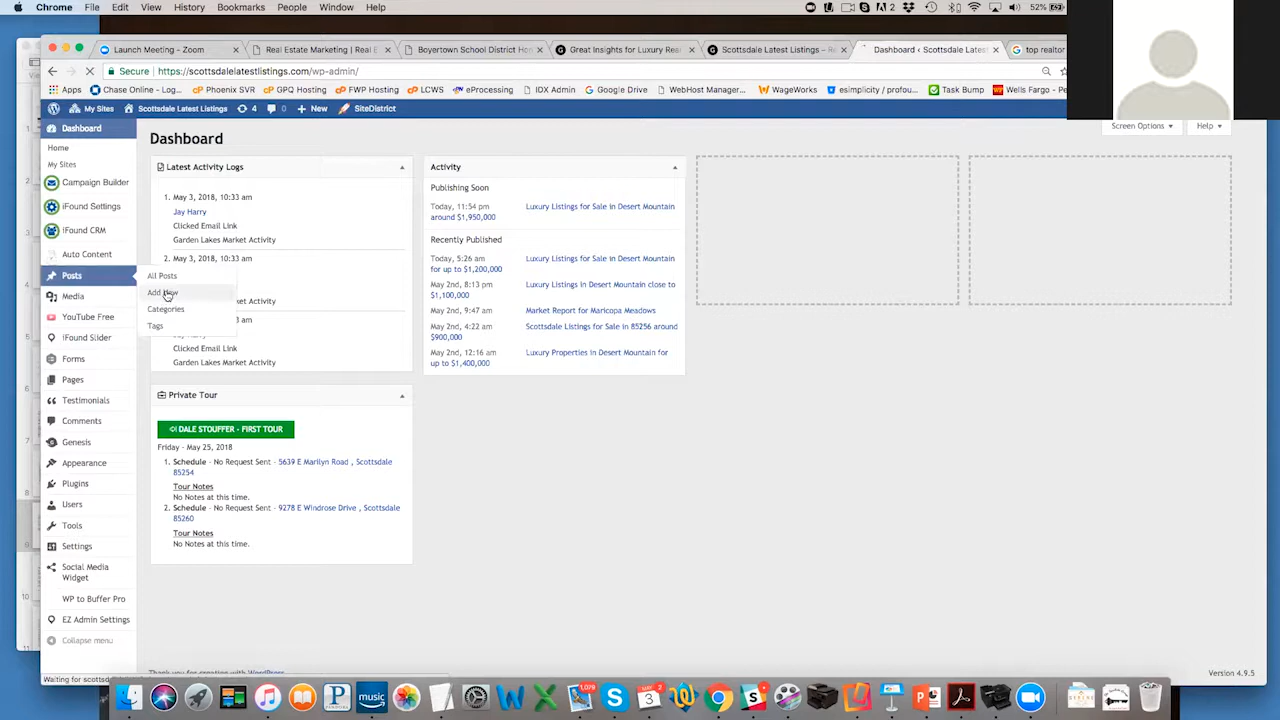 Chrome File Edit View History Bookmarks People Window Help
52%
Launch Meeting - Zoom
Real Estate Marketing | Real E
Boyertown School District Hom
Great Insights for Luxury Rea
Scottsdale Latest Listings – Re
Dashboard ‹ Scottsdale Latest
top realtor
Secure https://scottsdalelatestlistings.com/wp-admin/
Apps Chase Online - Log... Phoenix SVR GPQ Hosting FWP Hosting LCWS eProcessing IDX Admin Google Drive WebHost Manager... WageWorks esimplicity / profou... Task Bump Wells Fargo
My Sites Scottsdale Latest Listings 4 0 New SiteDistrict
Screen Options Help
Dashboard
Home
My Sites
Campaign Builder
iFound Settings
iFound CRM
Auto Content
Posts
Media
YouTube Free
iFound Slider
Forms
Pages
Testimonials
Comments
Genesis
Appearance
Plugins
Users
Tools
Settings
Social Media
Widget
WP to Buffer Pro
EZ Admin Settings
Collapse menu
All Posts
Add New
Categories
Tags
Dashboard
Latest Activity Logs
1. May 3, 2018, 10:33 am
Jay Harry
Clicked Email Link
Garden Lakes Market Activity
2. May 3, 2018, 10:33 am
Clicked Email Link
Garden Lakes Market Activity
Private Tour
DALE STOUFFER - FIRST TOUR
Friday - May 25, 2018
1. Schedule - No Request Sent - 5639 E Marilyn Road , Scottsdale
85254
Tour Notes
No Notes at this time.
2. Schedule - No Request Sent - 9278 E Windrose Drive , Scottsdale
85260
Tour Notes
No Notes at this time.
Activity
Publishing Soon
Today, 11:54 pm Luxury Listings for Sale in Desert Mountain
around $1,950,000
Recently Published
Today, 5:26 am Luxury Listings for Sale in Desert Mountain
for up to $1,200,000
May 2nd, 8:13 pm Luxury Listings in Desert Mountain close to
$1,100,000
May 2nd, 9:47 am Market Report for Maricopa Meadows
May 2nd, 4:22 am Scottsdale Listings for Sale in 85256 around
$900,000
May 2nd, 12:16 am Luxury Properties in Desert Mountain for
up to $1,400,000
Version 4.9.5
Waiting for